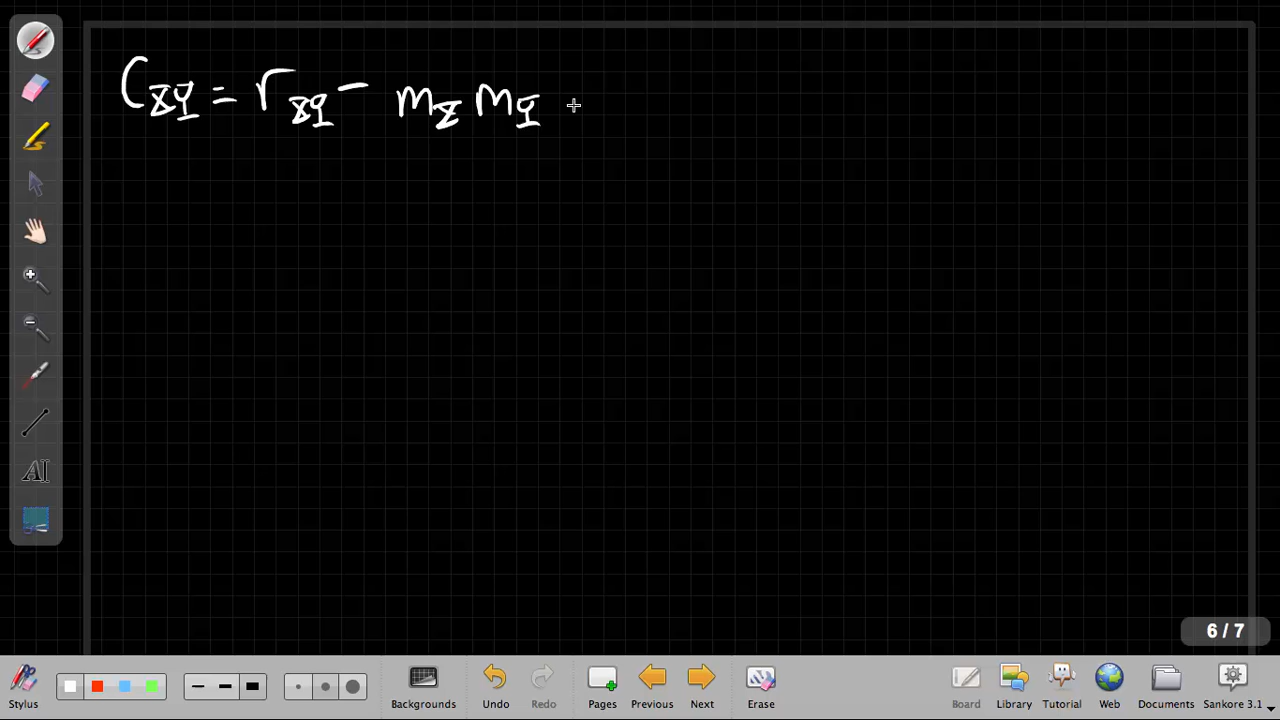 C_XY = r_XY - m_X m_Y
AI
6 / 7
Stylus Backgrounds Undo Redo Pages Previous Next Erase Board Library Tutorial Web Documents Sankore 3.1